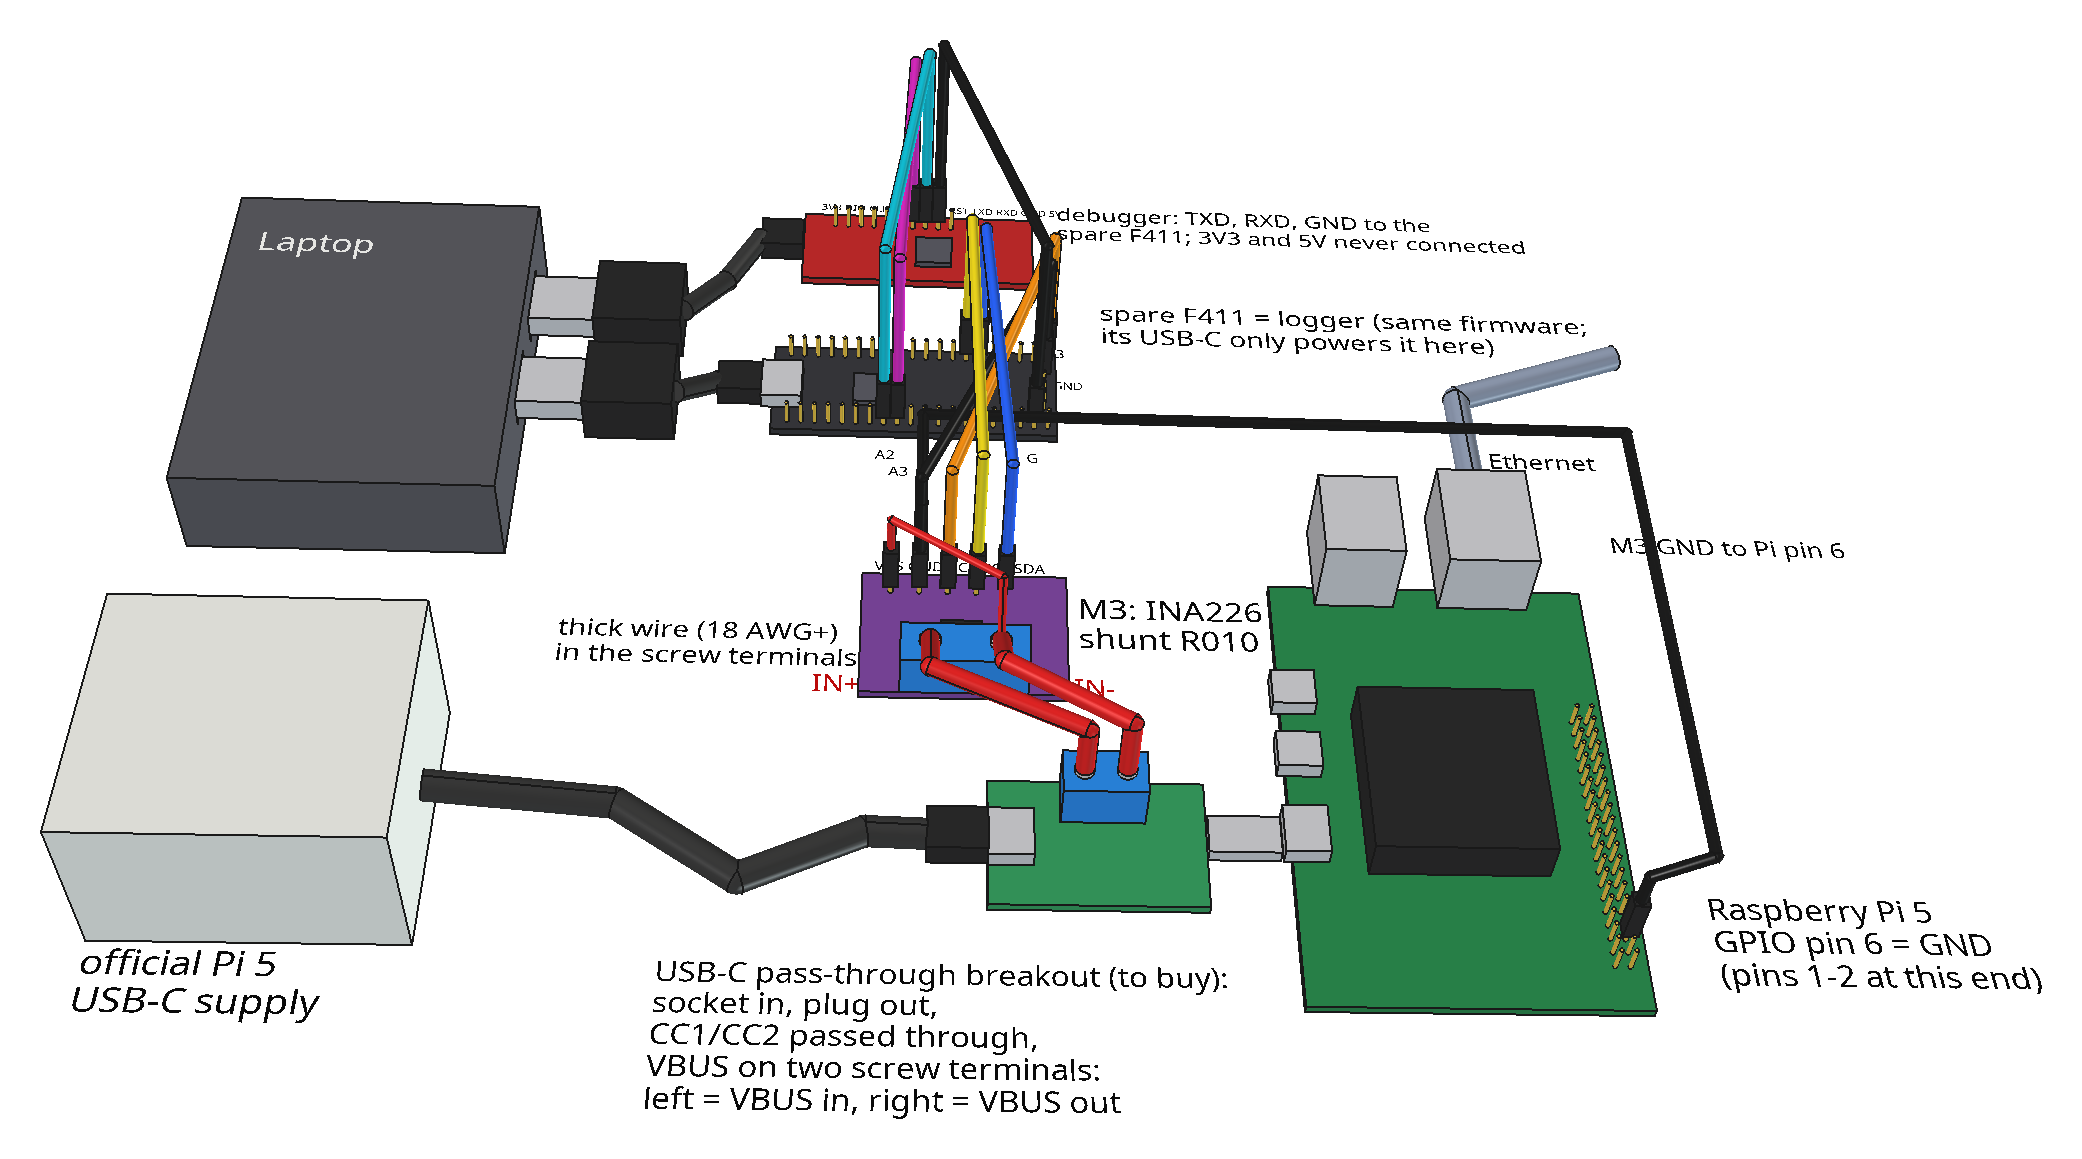 Laptop
TXD RXD
debugger: TXD, RXD, GND to the
spare F411; 3V3 and 5V never connected
spare F411 = logger (same firmware;
its USB-C only powers it here)
GND
A2
A3
G
Ethernet
M3 GND to Pi pin 6
SDA
M3: INA226
shunt R010
thick wire (18 AWG+)
in the screw terminals
IN+
IN-
official Pi 5
USB-C supply
Raspberry Pi 5
GPIO pin 6 = GND
(pins 1-2 at this end)
USB-C pass-through breakout (to buy):
socket in, plug out,
CC1/CC2 passed through,
VBUS on two screw terminals:
left = VBUS in, right = VBUS out